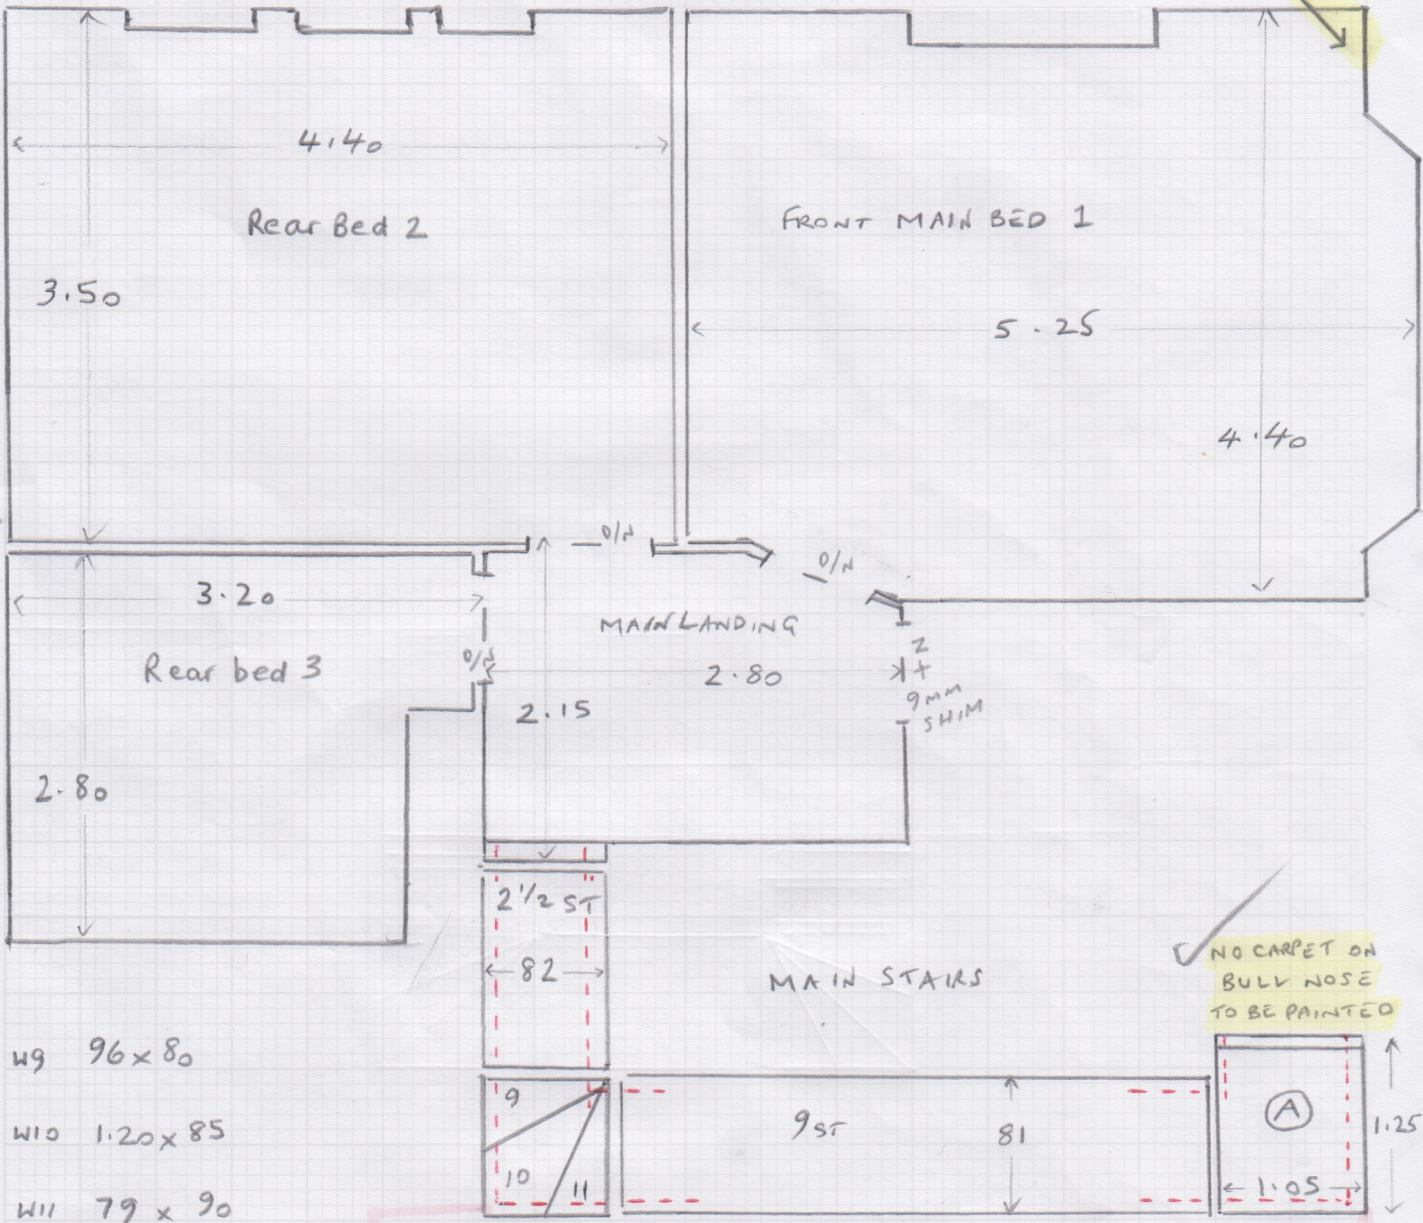 4.40
Rear Bed 2
3.50
FRONT MAIN BED 1
5.25
4.40
O/N
O/N
3.20
Rear bed 3
O/N
2.80
MAIN LANDING
2.80
2.15
Z
9MM
SHIM
2 1/2 ST
82
MAIN STAIRS
NO CARPET ON
BULL NOSE
TO BE PAINTED
W9 96 x 80
W10 1.20 x 85
W11 79 x 90
9
10
11
9 ST
81
A
1.05
1.25